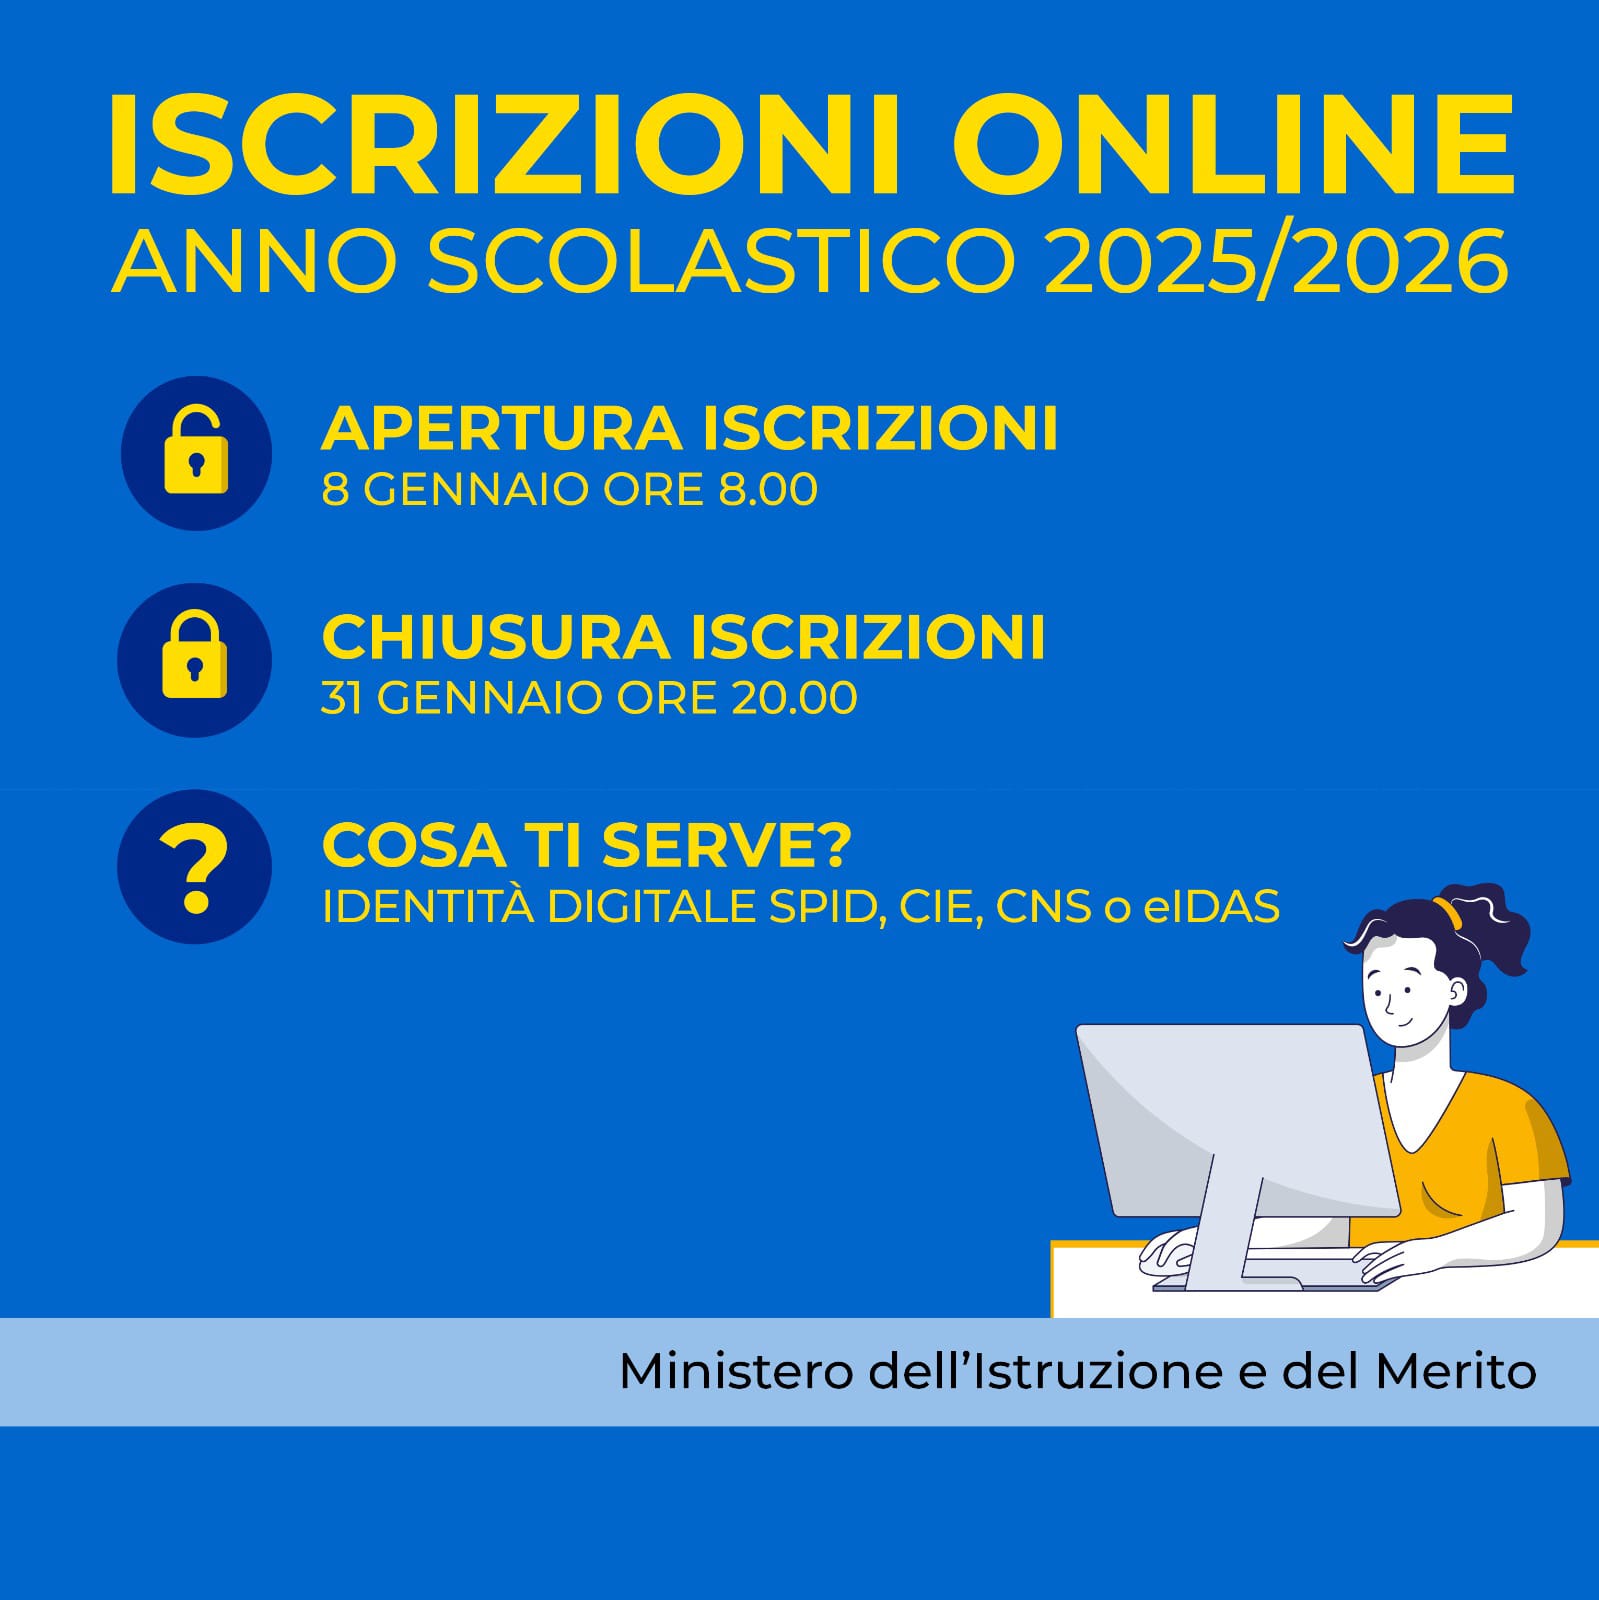 ISCRIZIONI ONLINE
ANNO SCOLASTICO 2025/2026
APERTURA ISCRIZIONI
8 GENNAIO ORE 8.00
CHIUSURA ISCRIZIONI
31 GENNAIO ORE 20.00
?
COSA TI SERVE?
IDENTITÀ DIGITALE SPID, CIE, CNS o eIDAS
Ministero dell’Istruzione e del Merito